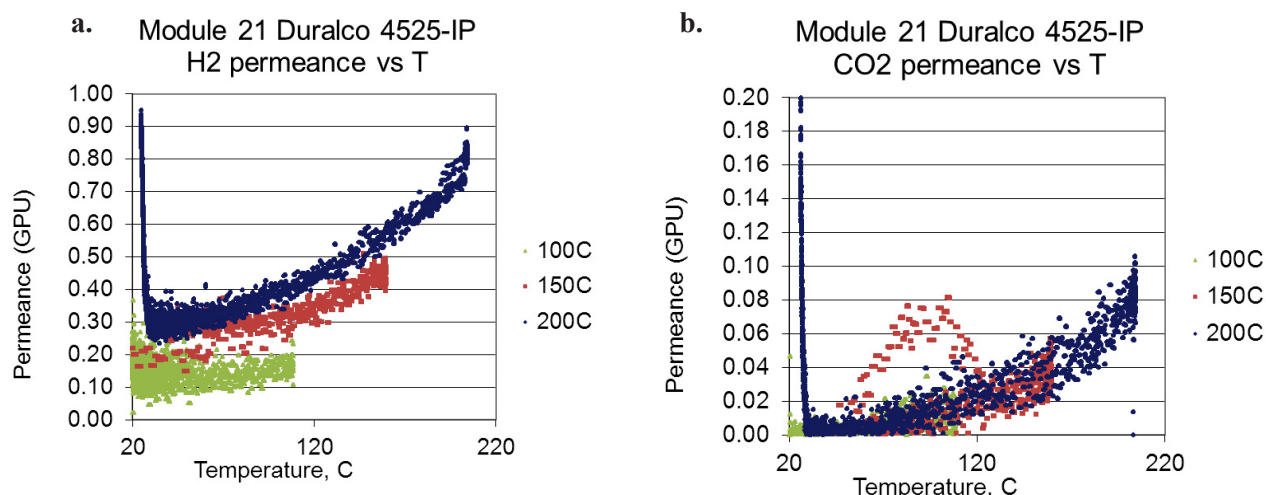 a.
Module 21 Duralco 4525-IP
H2 permeance vs T
1.00
0.90
0.80
0.70
0.60
0.50
0.40
0.30
0.20
0.10
0.00
Permeance (GPU)
20
120
220
Temperature, C
100C
150C
200C
b.
Module 21 Duralco 4525-IP
CO2 permeance vs T
0.20
0.18
0.16
0.14
0.12
0.10
0.08
0.06
0.04
0.02
0.00
Permeance (GPU)
20
120
220
Temperature, C
100C
150C
200C